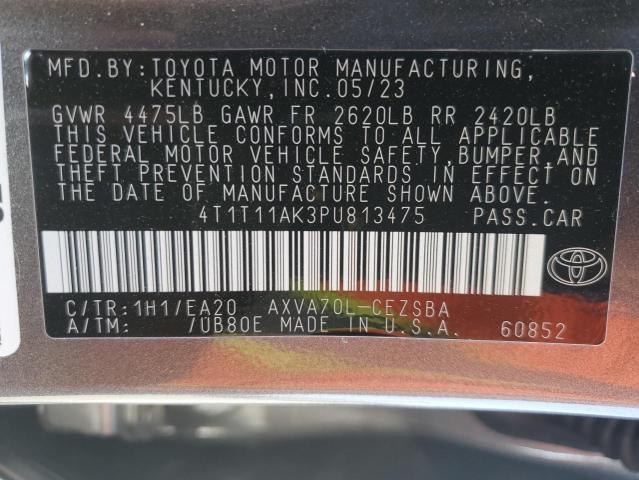 MFD.BY:TOYOTA MOTOR MANUFACTURING,
KENTUCKY,INC.05/23
GVWR 4475LB GAWR FR 2620LB RR 2420LB
THIS VEHICLE CONFORMS TO ALL APPLICABLE
FEDERAL MOTOR VEHICLE SAFETY,BUMPER,AND
THEFT PREVENTION STANDARDS IN EFFECT ON
THE DATE OF MANUFACTURE SHOWN ABOVE.
4T1T11AK3PU813475 PASS.CAR
C/TR:1H1/EA20 AXVA70L-CEZSBA
A/TM: /UB80E MADE IN U.S.A. 60852